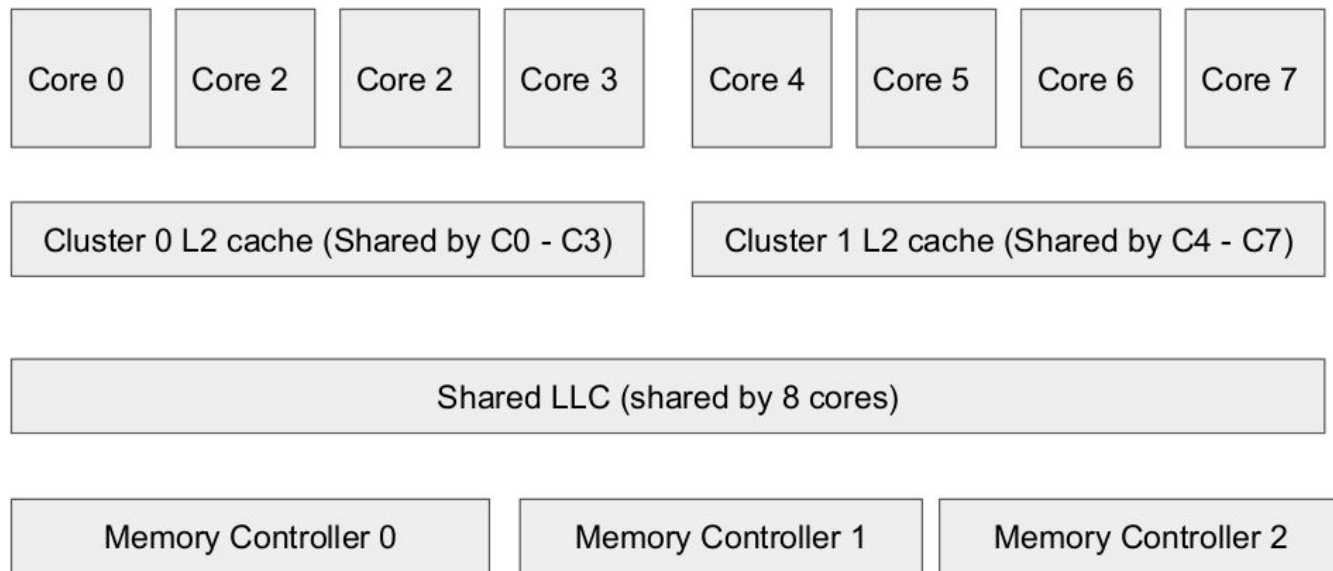 Core 0
Core 2
Core 2
Core 3
Core 4
Core 5
Core 6
Core 7
Cluster 0 L2 cache (Shared by C0 - C3)
Cluster 1 L2 cache (Shared by C4 - C7)
Shared LLC (shared by 8 cores)
Memory Controller 0
Memory Controller 1
Memory Controller 2